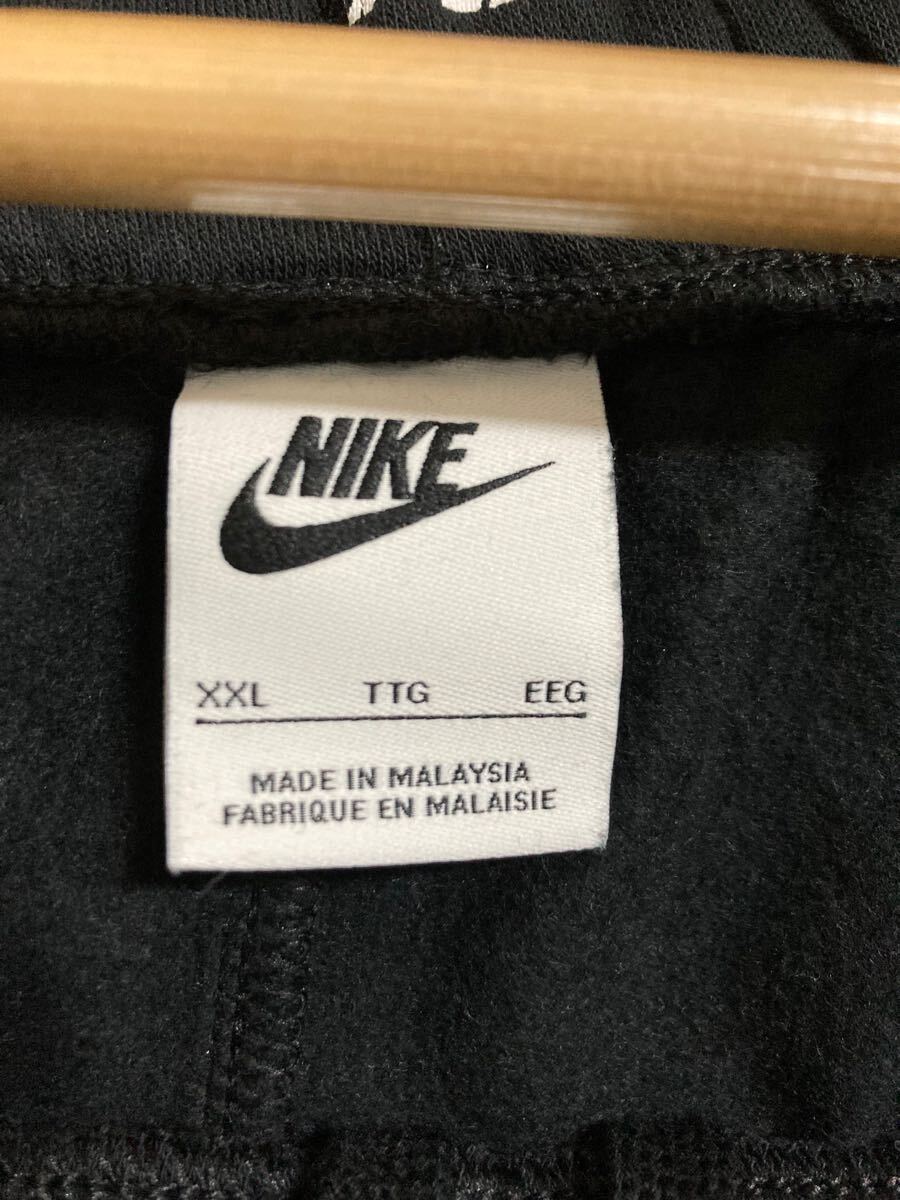 NIKE
XXL TTG EEG
MADE IN MALAYSIA
FABRIQUE EN MALAISIE